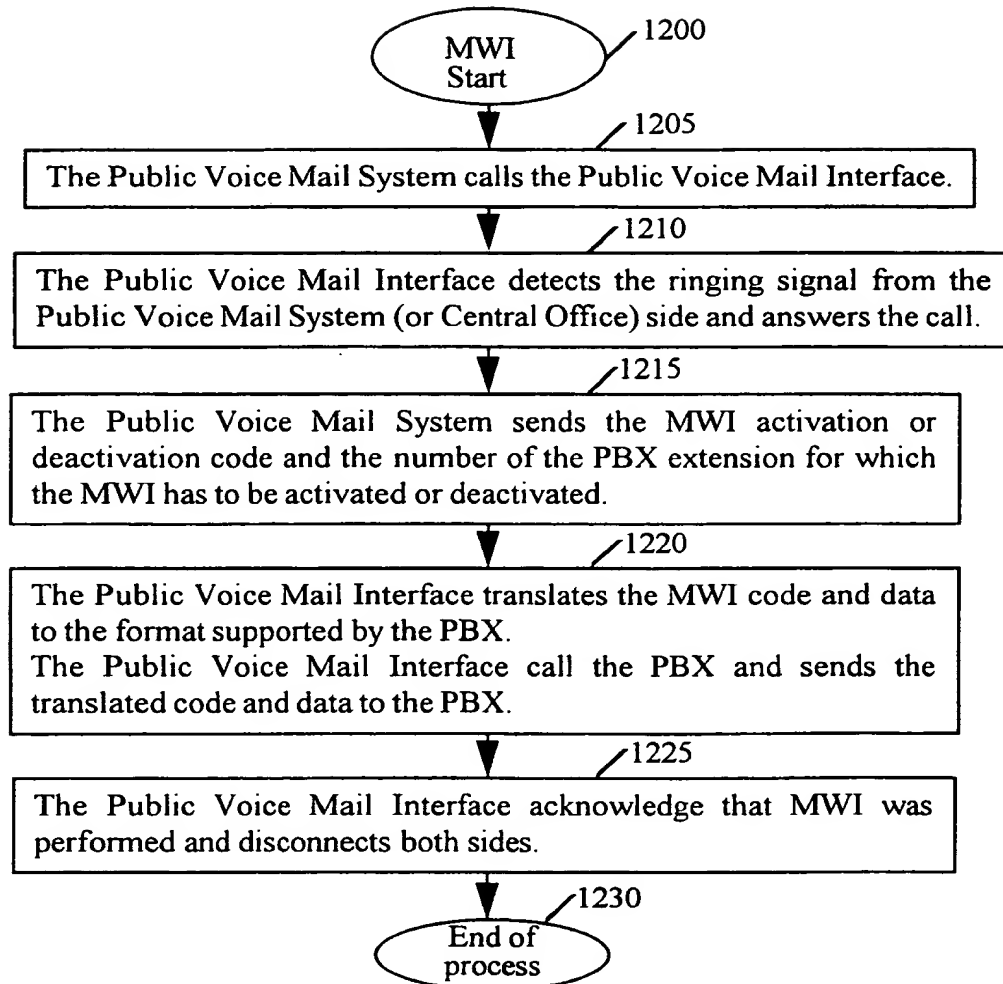 MWI
Start
1200
1205
The Public Voice Mail System calls the Public Voice Mail Interface.
1210
The Public Voice Mail Interface detects the ringing signal from the
Public Voice Mail System (or Central Office) side and answers the call.
1215
The Public Voice Mail System sends the MWI activation or
deactivation code and the number of the PBX extension for which
the MWI has to be activated or deactivated.
1220
The Public Voice Mail Interface translates the MWI code and data
to the format supported by the PBX.
The Public Voice Mail Interface call the PBX and sends the
translated code and data to the PBX.
1225
The Public Voice Mail Interface acknowledge that MWI was
performed and disconnects both sides.
1230
End of
process